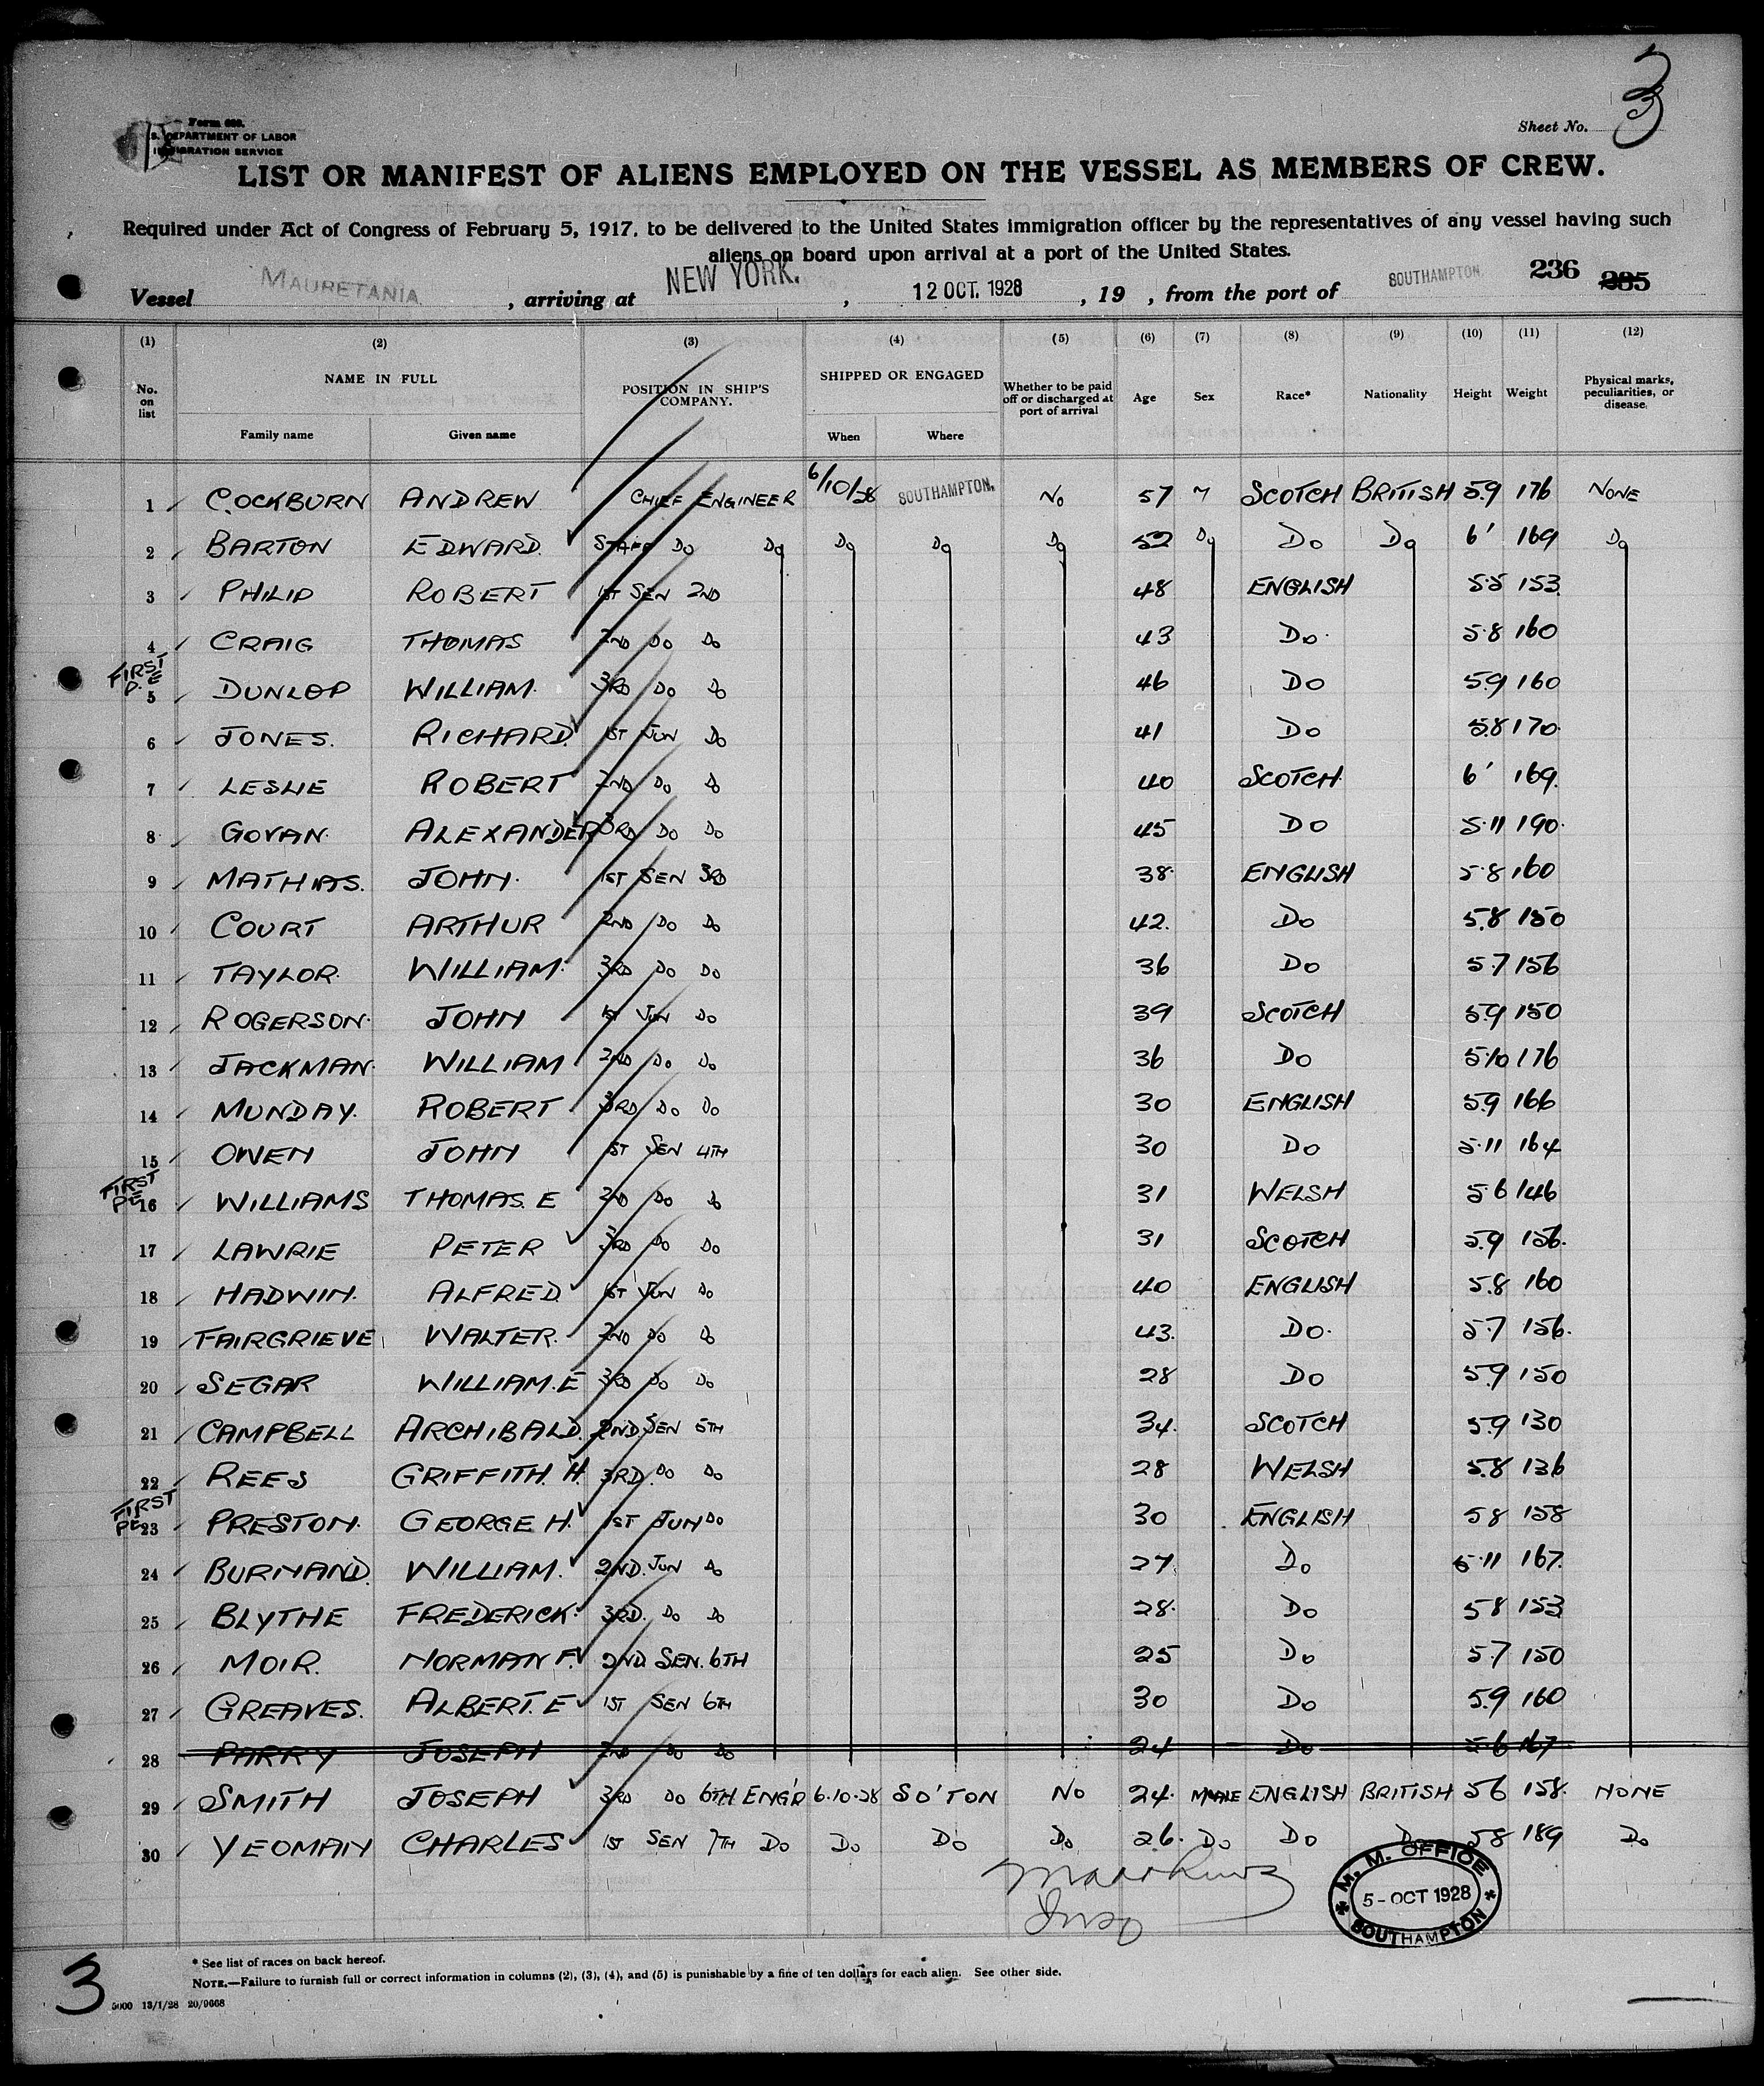 3
Form 680.
U.S. DEPARTMENT OF LABOR
IMMIGRATION SERVICE
Sheet No. 3
LIST OR MANIFEST OF ALIENS EMPLOYED ON THE VESSEL AS MEMBERS OF CREW.
Required under Act of Congress of February 5, 1917, to be delivered to the United States immigration officer by the representatives of any vessel having such
aliens on board upon arrival at a port of the United States.
236 285
Vessel MAURETANIA , arriving at NEW YORK. , 12 OCT. 1928 , 19 , from the port of SOUTHAMPTON.
(1) (2) (3) (4) (5) (6) (7) (8) (9) (10) (11) (12)
No. on list NAME IN FULL Family name Given name POSITION IN SHIP'S COMPANY. SHIPPED OR ENGAGED When Where Whether to be paid off or discharged at port of arrival Age Sex Race* Nationality Height Weight Physical marks, peculiarities, or disease
1 COCKBURN ANDREW CHIEF ENGINEER 6/10/28 SOUTHAMPTON. No 57 M SCOTCH BRITISH 5.9 176 NONE
2 BARTON EDWARD. STAFF Do Do Do Do Do 52 Do Do Do 6' 169 Do
3 PHILIP ROBERT 1ST SEN 2ND 48 ENGLISH 5.5 153
4 CRAIG THOMAS 2ND Do Do 43 Do. 5.8 160
FIRST P.E
5 DUNLOP WILLIAM. 3RD Do Do 46 Do 5.9 160
6 JONES. RICHARD. 1ST JUN Do 41 Do 5.8 170.
7 LESLIE ROBERT 2ND Do Do 40 SCOTCH. 6' 169.
8 GOVAN. ALEXANDER 3RD Do Do 45 Do 5.11 190.
9 MATHIAS. JOHN. 1ST SEN 3RD 38. ENGLISH 5.8 160
10 COURT ARTHUR 2ND Do Do 42. Do 5.8 150
11 TAYLOR. WILLIAM. 3RD Do Do 36 Do 5.7 156
12 ROGERSON. JOHN 1ST JUN Do 39 SCOTCH 5.9 150
13 JACKMAN. WILLIAM 2ND Do Do 36 Do 5.10 176
14 MUNDAY. ROBERT 3RD Do Do 30 ENGLISH 5.9 166
15 OWEN JOHN 1ST SEN 4TH 30 Do 5.11 164
FIRST PE
16 WILLIAMS THOMAS. E 2ND Do Do 31 WELSH 5.6 146
17 LAWRIE PETER 3RD Do Do 31 SCOTCH 5.9 156.
18 HADWIN. ALFRED. 1ST JUN Do 40 ENGLISH 5.8 160
19 FAIRGRIEVE WALTER. 2ND Do Do 43. Do. 5.7 156.
20 SEGAR WILLIAM. E 3RD Do Do 28 Do 5.9 150
21 CAMPBELL ARCHIBALD. 2ND. SEN 5TH 34. SCOTCH 5.9 130
22 REES GRIFFITH. H. 3RD. Do Do 28 WELSH 5.8 136
FIRST PE
23 PRESTON. GEORGE H. 1ST JUN Do 30 ENGLISH 58 158
24 BURNAND. WILLIAM. 2ND. JUN Do 27. Do 5.11 167.
25 BLYTHE FREDERICK. 3RD. Do Do 28. Do 58 153
26 MOIR. NORMAN F. 2ND SEN. 6TH 25 Do 5.7 150
27 GREAVES. ALBERT. E 1ST SEN 6TH 30 Do 5.9 160
28 PARRY JOSEPH 2ND Do Do 24 Do 5.6 167
29 SMITH JOSEPH 3RD Do 6TH ENG'R 6.10.28 SO'TON No 24. MALE ENGLISH BRITISH 56 158. NONE
30 YEOMAN CHARLES 1ST SEN 7TH Do Do Do Do 26. Do Do Do 58 189 Do
M. M. OFFICE
5 - OCT 1928
SOUTHAMPTON
* See list of races on back hereof.
NOTE.—Failure to furnish full or correct information in columns (2), (3), (4), and (5) is punishable by a fine of ten dollars for each alien. See other side.
3
5000 13/1/28 20/9668